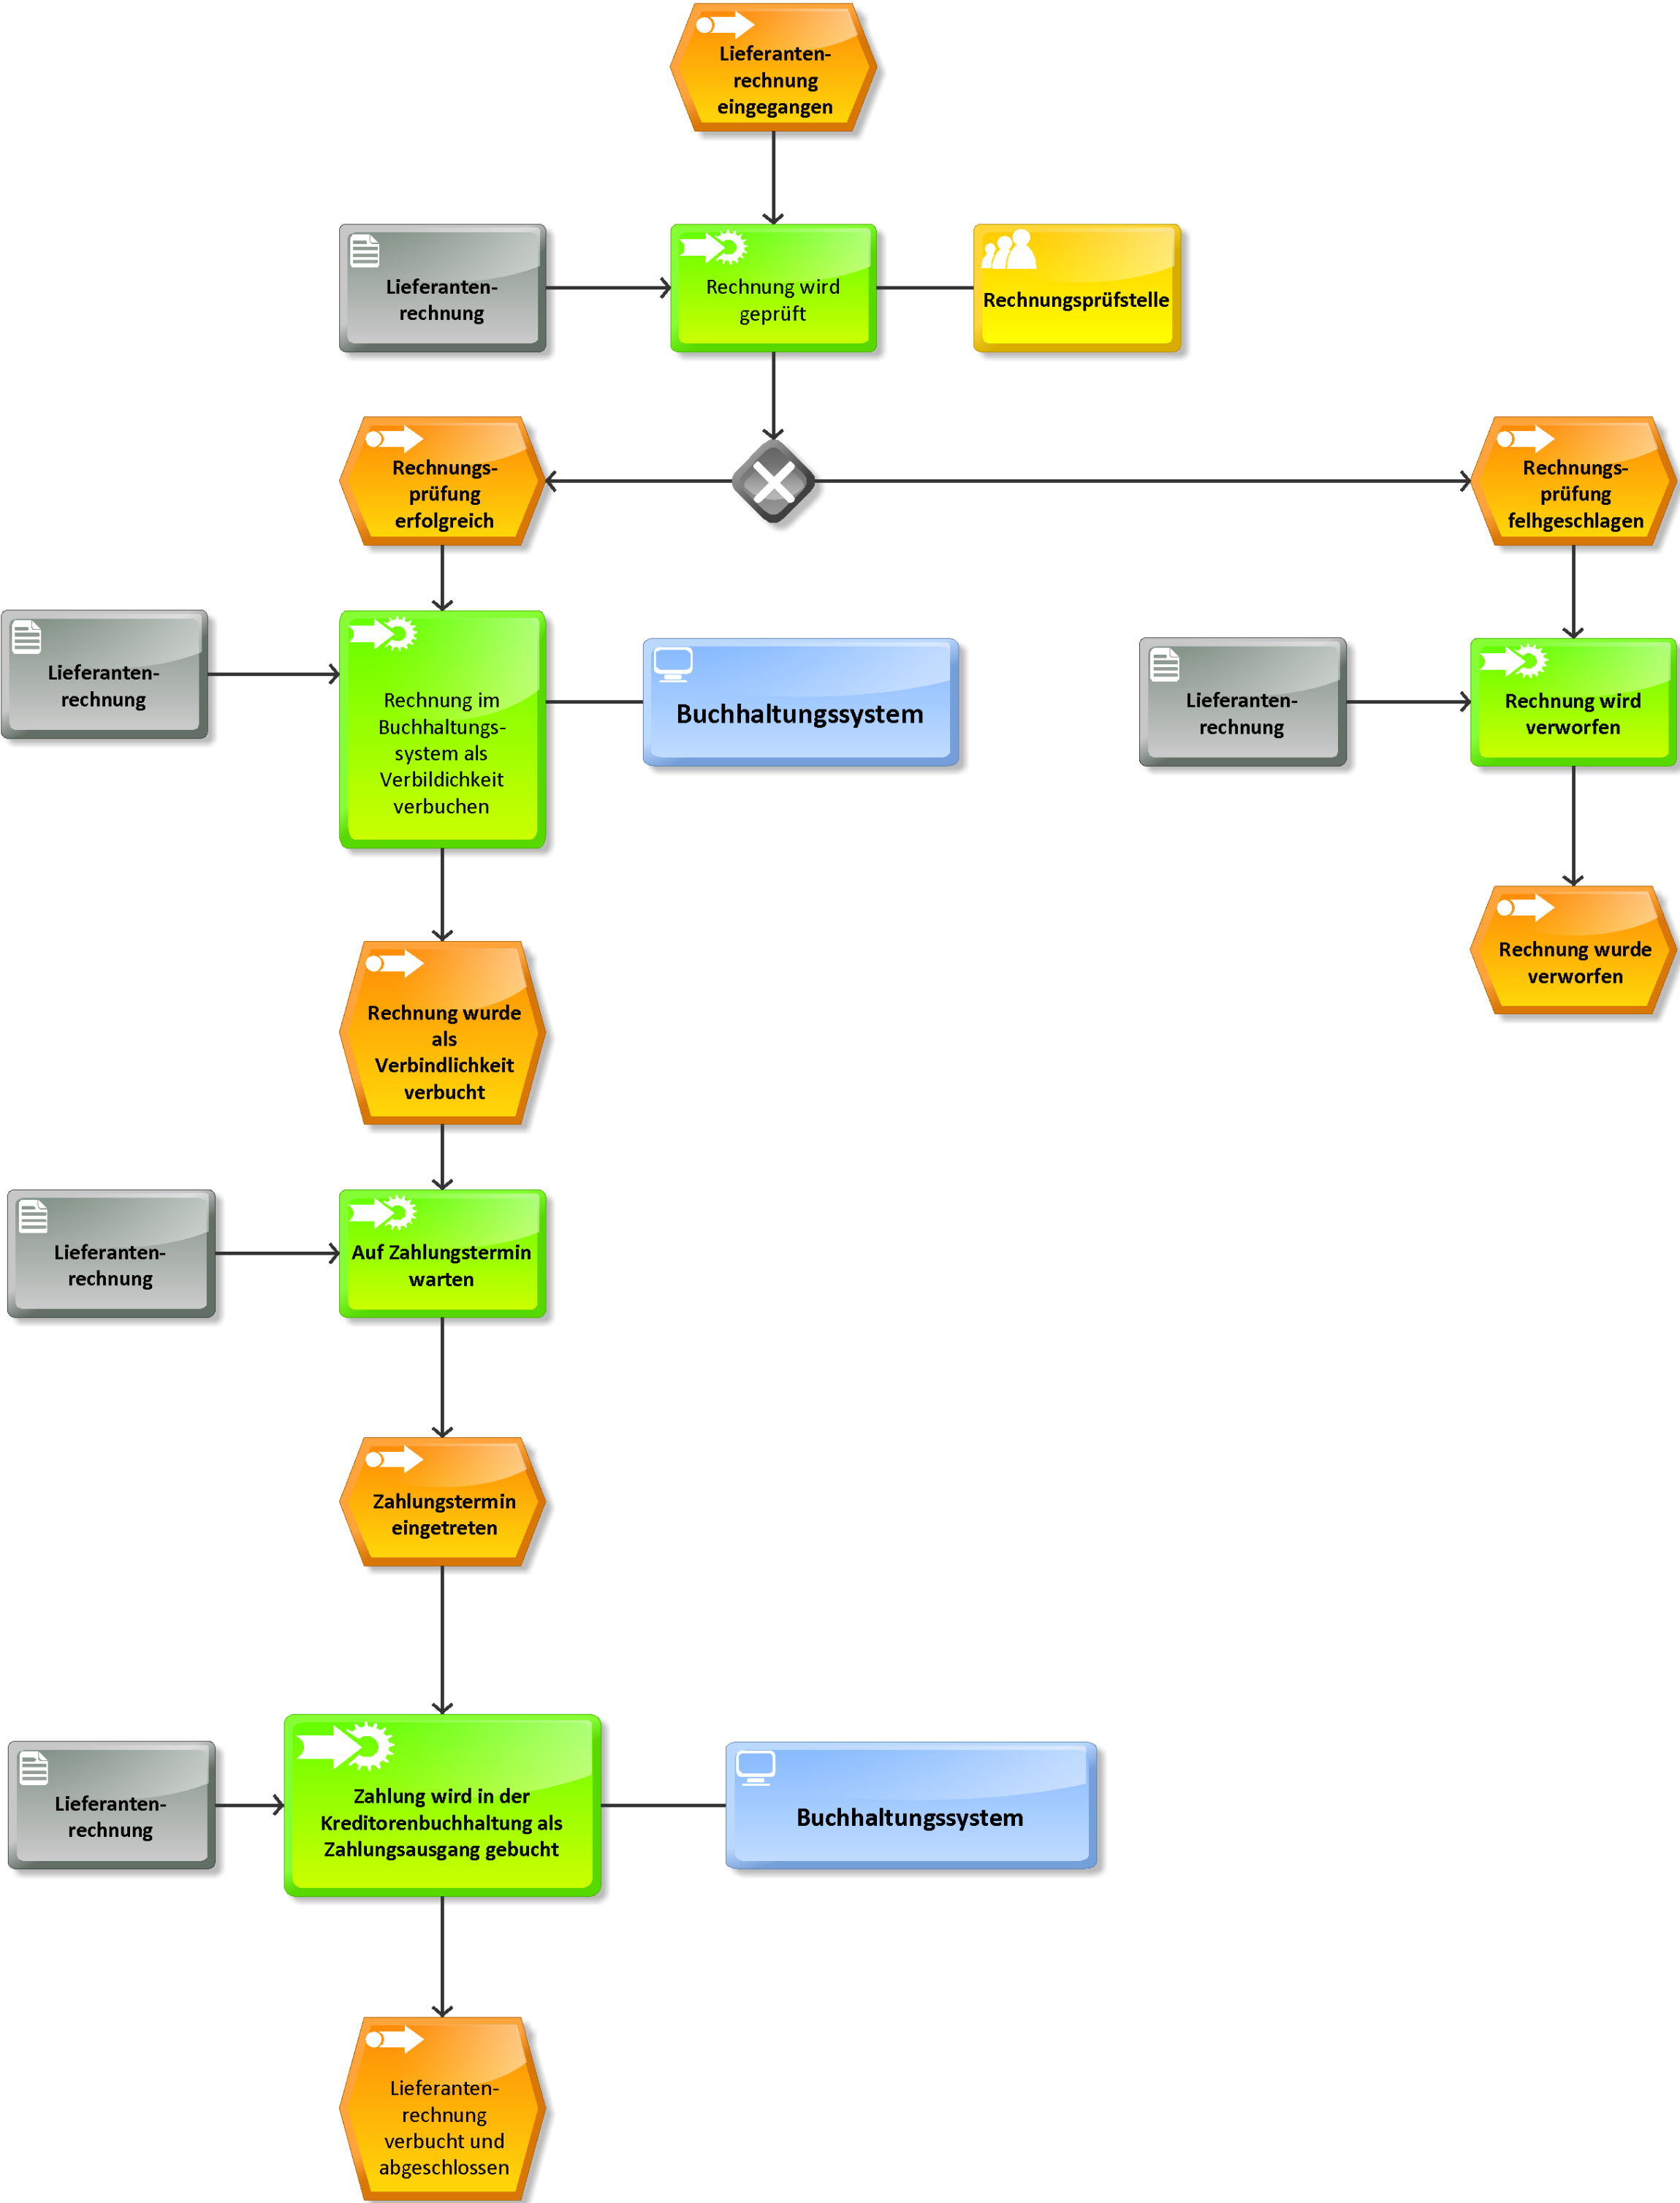 Lieferanten-
rechnung
eingegangen
Lieferanten-
rechnung
Rechnung wird
geprüft
Rechnungsprüfstelle
Rechnungs-
prüfung
erfolgreich
Rechnungs-
prüfung
felhgeschlagen
Lieferanten-
rechnung
Rechnung im
Buchhaltungs-
system als
Verbildichkeit
verbuchen
Buchhaltungssystem
Lieferanten-
rechnung
Rechnung wird
verworfen
Rechnung wurde
als
Verbindlichkeit
verbucht
Rechnung wurde
verworfen
Lieferanten-
rechnung
Auf Zahlungstermin
warten
Zahlungstermin
eingetreten
Lieferanten-
rechnung
Zahlung wird in der
Kreditorenbuchhaltung als
Zahlungsausgang gebucht
Buchhaltungssystem
Lieferanten-
rechnung
verbucht und
abgeschlossen